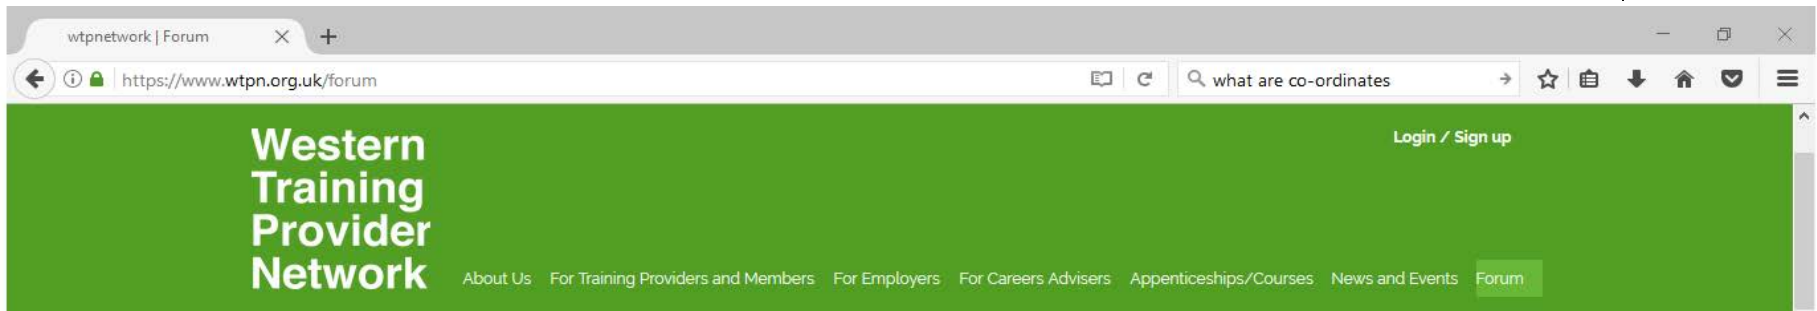 wtpnetwork | Forum
https://www.wtpn.org.uk/forum
what are co-ordinates
Login / Sign up
Western
Training
Provider
Network
About Us For Training Providers and Members For Employers For Careers Advisers Appenticeships/Courses News and Events Forum